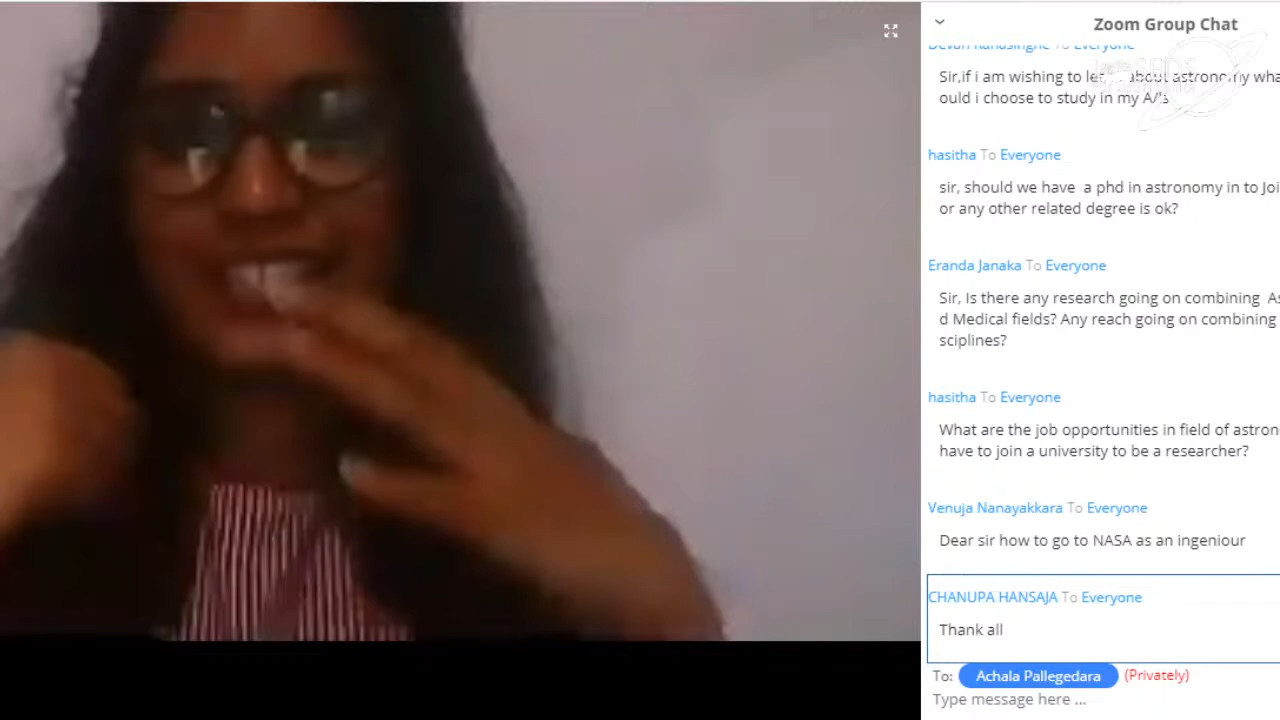 Zoom Group Chat
Devan Ranasinghe To Everyone
Sir,if i am wishing to about astronomy
ould i choose to study in my A/'s
hasitha To Everyone
sir, should we have a phd in astronomy in to
or any other related degree is ok?
Eranda Janaka To Everyone
Sir, Is there any research going on combining
d Medical fields? Any reach going on combining
sciplines?
hasitha To Everyone
What are the job opportunities in field of
have to join a university to be a researcher?
Venuja Nanayakkara To Everyone
Dear sir how to go to NASA as an ingeniour
CHANUPA HANSAJA To Everyone
Thank all
To: Achala Pallegedara (Privately)
Type message here ...